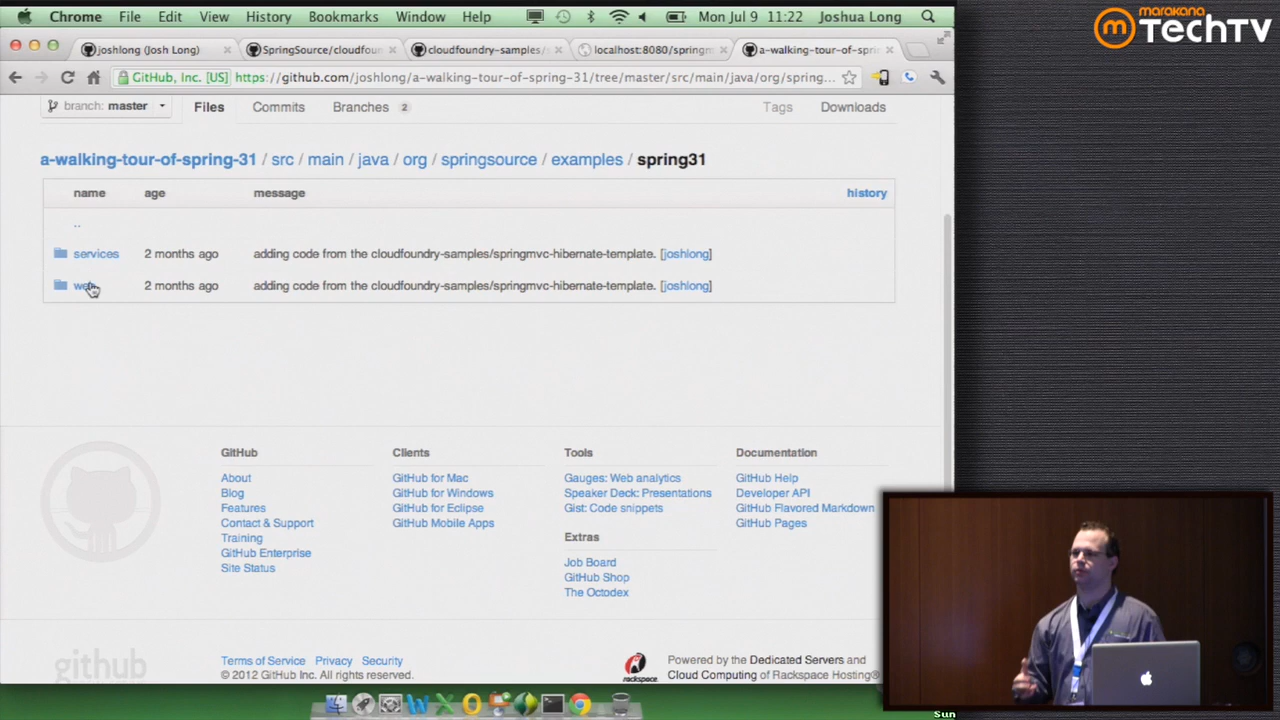 Chrome File Edit View History Bookmarks Window Help Mon Jul 9 11:22 Joshua Long
marakana
TechTV
joshlong (Josh Long) SpringSource/cloudfoun cloudfoundry-samples/s localhost:8080/springm a-walking-tour-of-sprin
GitHub, Inc. [US] https://github.com/joshlong/a-walking-tour-of-spring-31/tree/master/src/main/java/org/spring...
branch: master Files Commits Branches 2 Tags Downloads
a-walking-tour-of-spring-31 / src / main / java / org / springsource / examples / spring31
name age message history
..
services 2 months ago adding code from the cloudfoundry-samples/springmvc-hibernate-template. [joshlong]
web 2 months ago adding code from the cloudfoundry-samples/springmvc-hibernate-template. [joshlong]
GitHub Clients Tools Documentation
About GitHub for Mac Gauges: Web analytics GitHub Help
Blog GitHub for Windows Speaker Deck: Presentations Developer API
Features GitHub for Eclipse Gist: Code snippets GitHub Flavored Markdown
Contact & Support GitHub Mobile Apps GitHub Pages
Training Extras
GitHub Enterprise Job Board
Site Status GitHub Shop
The Octodex
github Terms of Service Privacy Security rackspace Powered by the Dedicated Servers and
© 2012 GitHub Inc. All rights reserved. Cloud Computing of Rackspace Hosting®
Sun